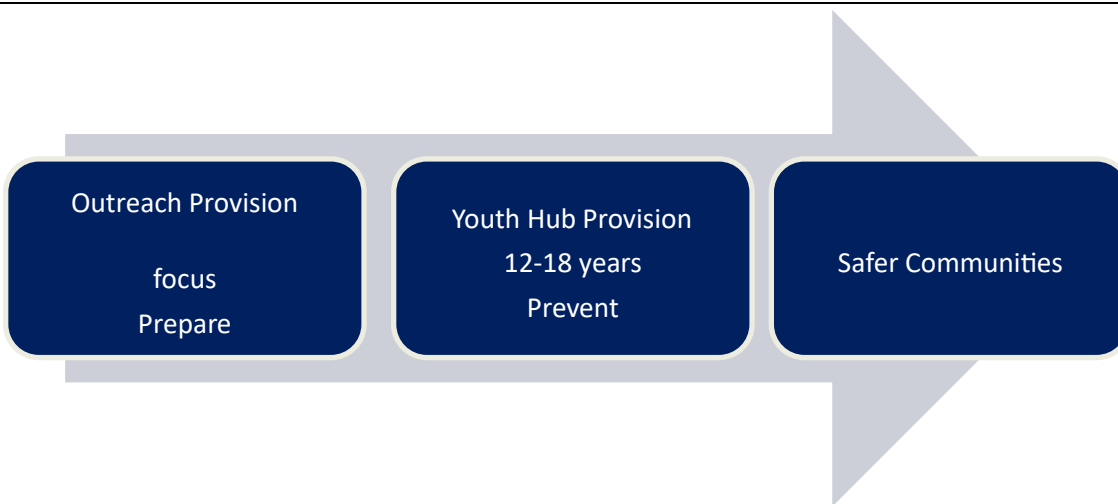 Outreach Provision
focus
Prepare
Youth Hub Provision
12-18 years
Prevent
Safer Communities